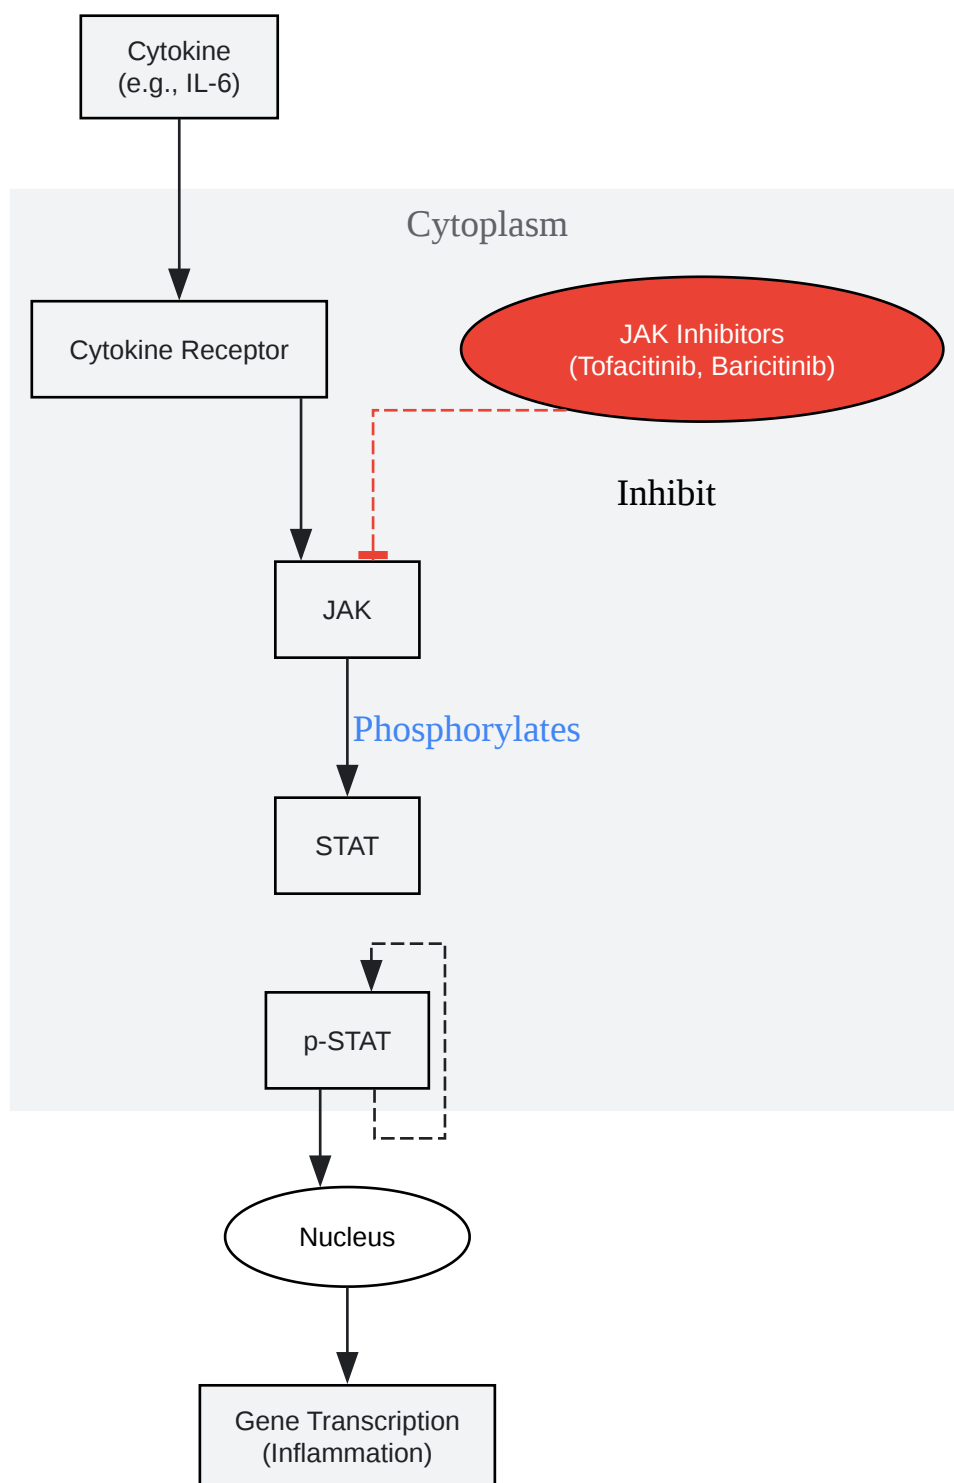 Cytokine
(e.g., IL-6)
Cytoplasm
Cytokine Receptor
JAK Inhibitors
(Tofacitinib, Baricitinib)
Inhibit
JAK
Phosphorylates
STAT
p-STAT
Nucleus
Gene Transcription
(Inflammation)